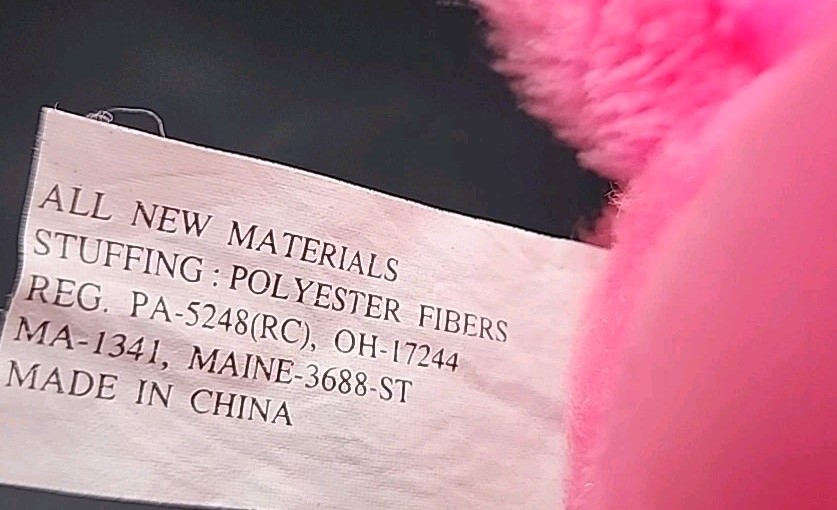 ALL NEW MATERIALS
STUFFING : POLYESTER FIBERS
REG. PA-5248(RC), OH-17244
MA-1341, MAINE-3688-ST
MADE IN CHINA